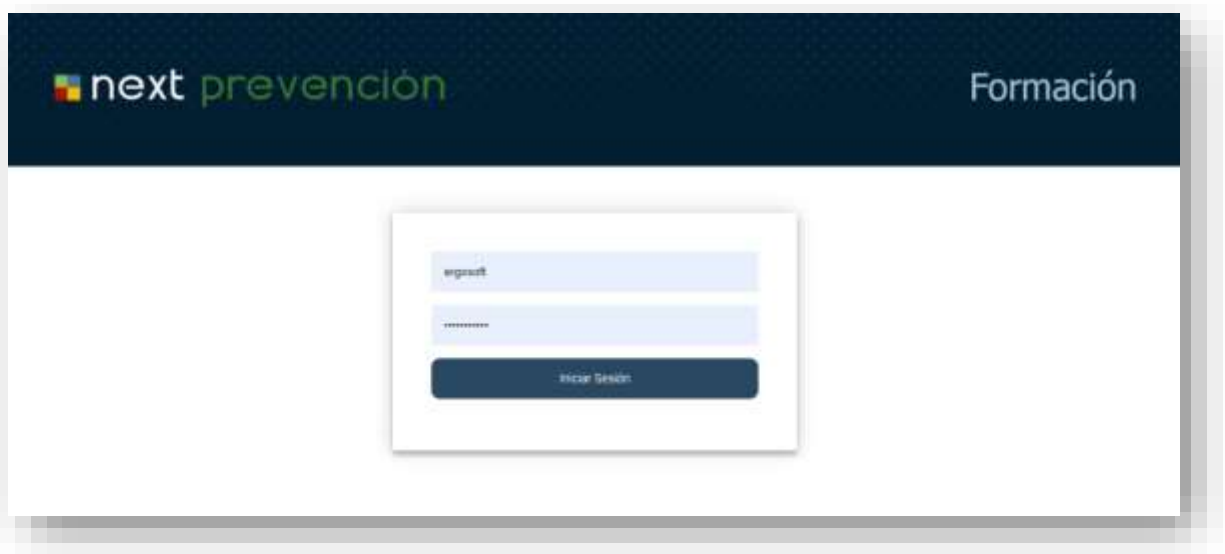 next prevención
Formación
ergosoft
•••••••••••
Iniciar Sesión